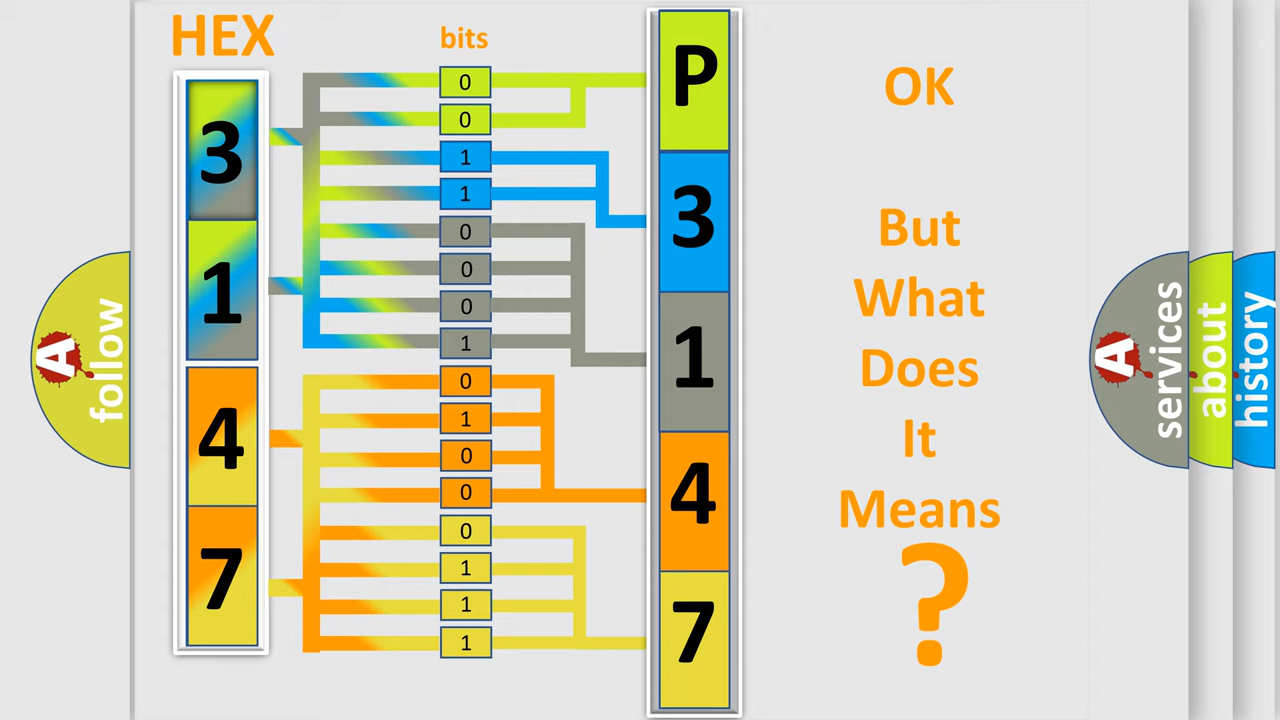 HEX
bits
3
1
4
7
0
0
1
1
0
0
0
1
0
1
0
0
0
1
1
1
P
3
1
4
7
OK
But
What
Does
It
Means
?
A
follow
A
services
about
history